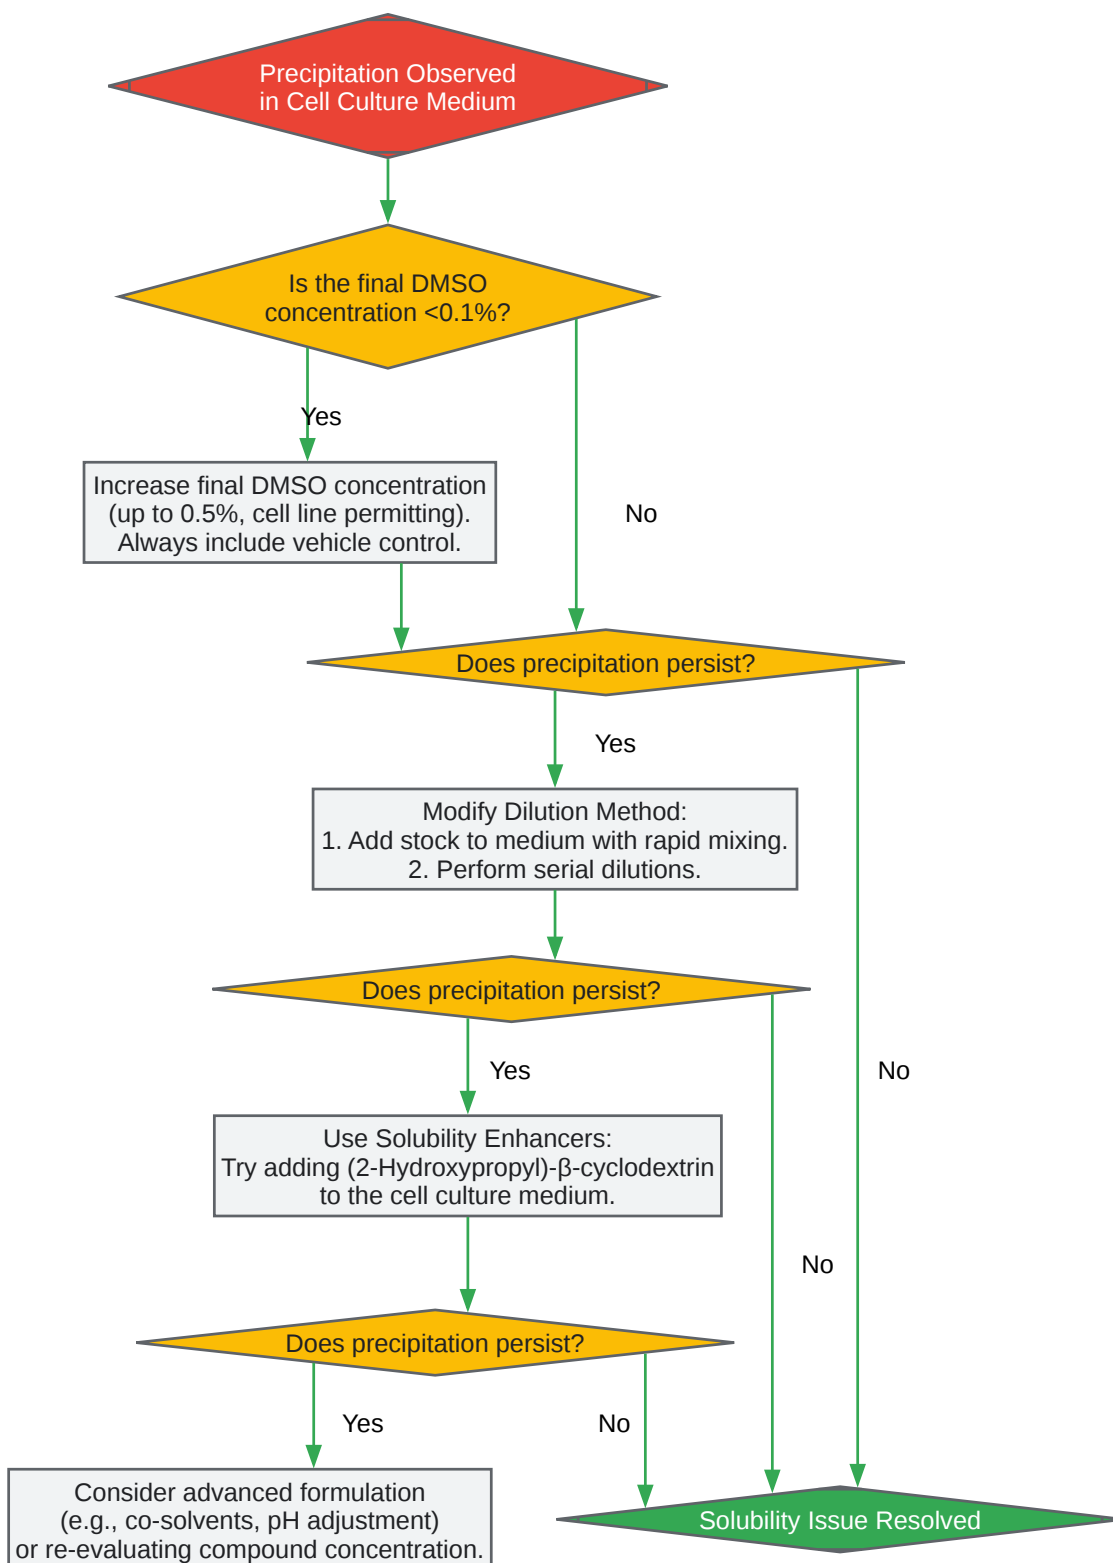 Precipitation Observed
in Cell Culture Medium
Is the final DMSO
concentration <0.1%?
Yes
Increase final DMSO concentration
(up to 0.5%, cell line permitting).
Always include vehicle control.
No
Does precipitation persist?
Yes
Modify Dilution Method:
1. Add stock to medium with rapid mixing.
2. Perform serial dilutions.
Does precipitation persist?
Yes
No
Use Solubility Enhancers:
Try adding (2-Hydroxypropyl)-β-cyclodextrin
to the cell culture medium.
No
Does precipitation persist?
Yes
No
Consider advanced formulation
(e.g., co-solvents, pH adjustment)
or re-evaluating compound concentration.
Solubility Issue Resolved